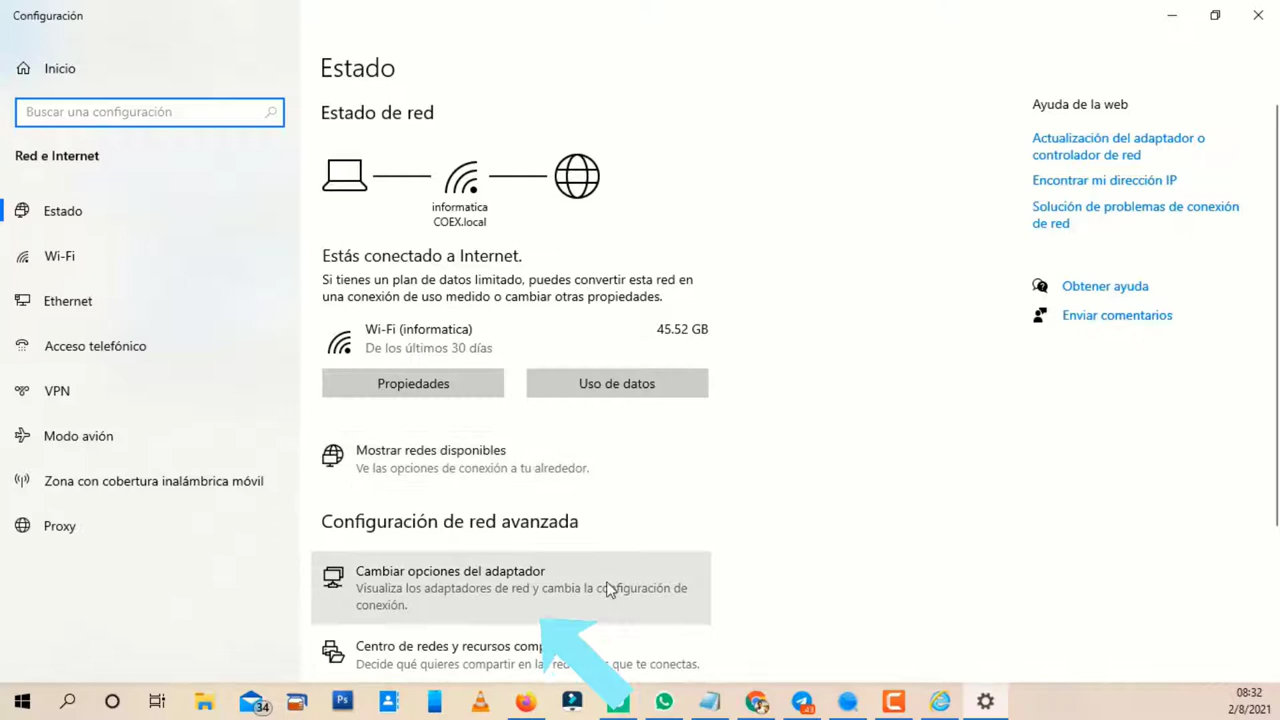 Configuración
Inicio
Buscar una configuración
Red e Internet
Estado
Wi-Fi
Ethernet
Acceso telefónico
VPN
Modo avión
Zona con cobertura inalámbrica móvil
Proxy
Estado
Estado de red
informatica
COEX.local
Estás conectado a Internet.
Si tienes un plan de datos limitado, puedes convertir esta red en
una conexión de uso medido o cambiar otras propiedades.
Wi-Fi (informatica) 45.52 GB
De los últimos 30 días
Propiedades Uso de datos
Mostrar redes disponibles
Ve las opciones de conexión a tu alrededor.
Configuración de red avanzada
Cambiar opciones del adaptador
Visualiza los adaptadores de red y cambia la configuración de
conexión.
Centro de redes y recursos
Decide qué quieres compartir en que te conectas.
Ayuda de la web
Actualización del adaptador o
controlador de red
Encontrar mi dirección IP
Solución de problemas de conexión
de red
Obtener ayuda
Enviar comentarios
34
Ps
43
08:32
2/8/2021